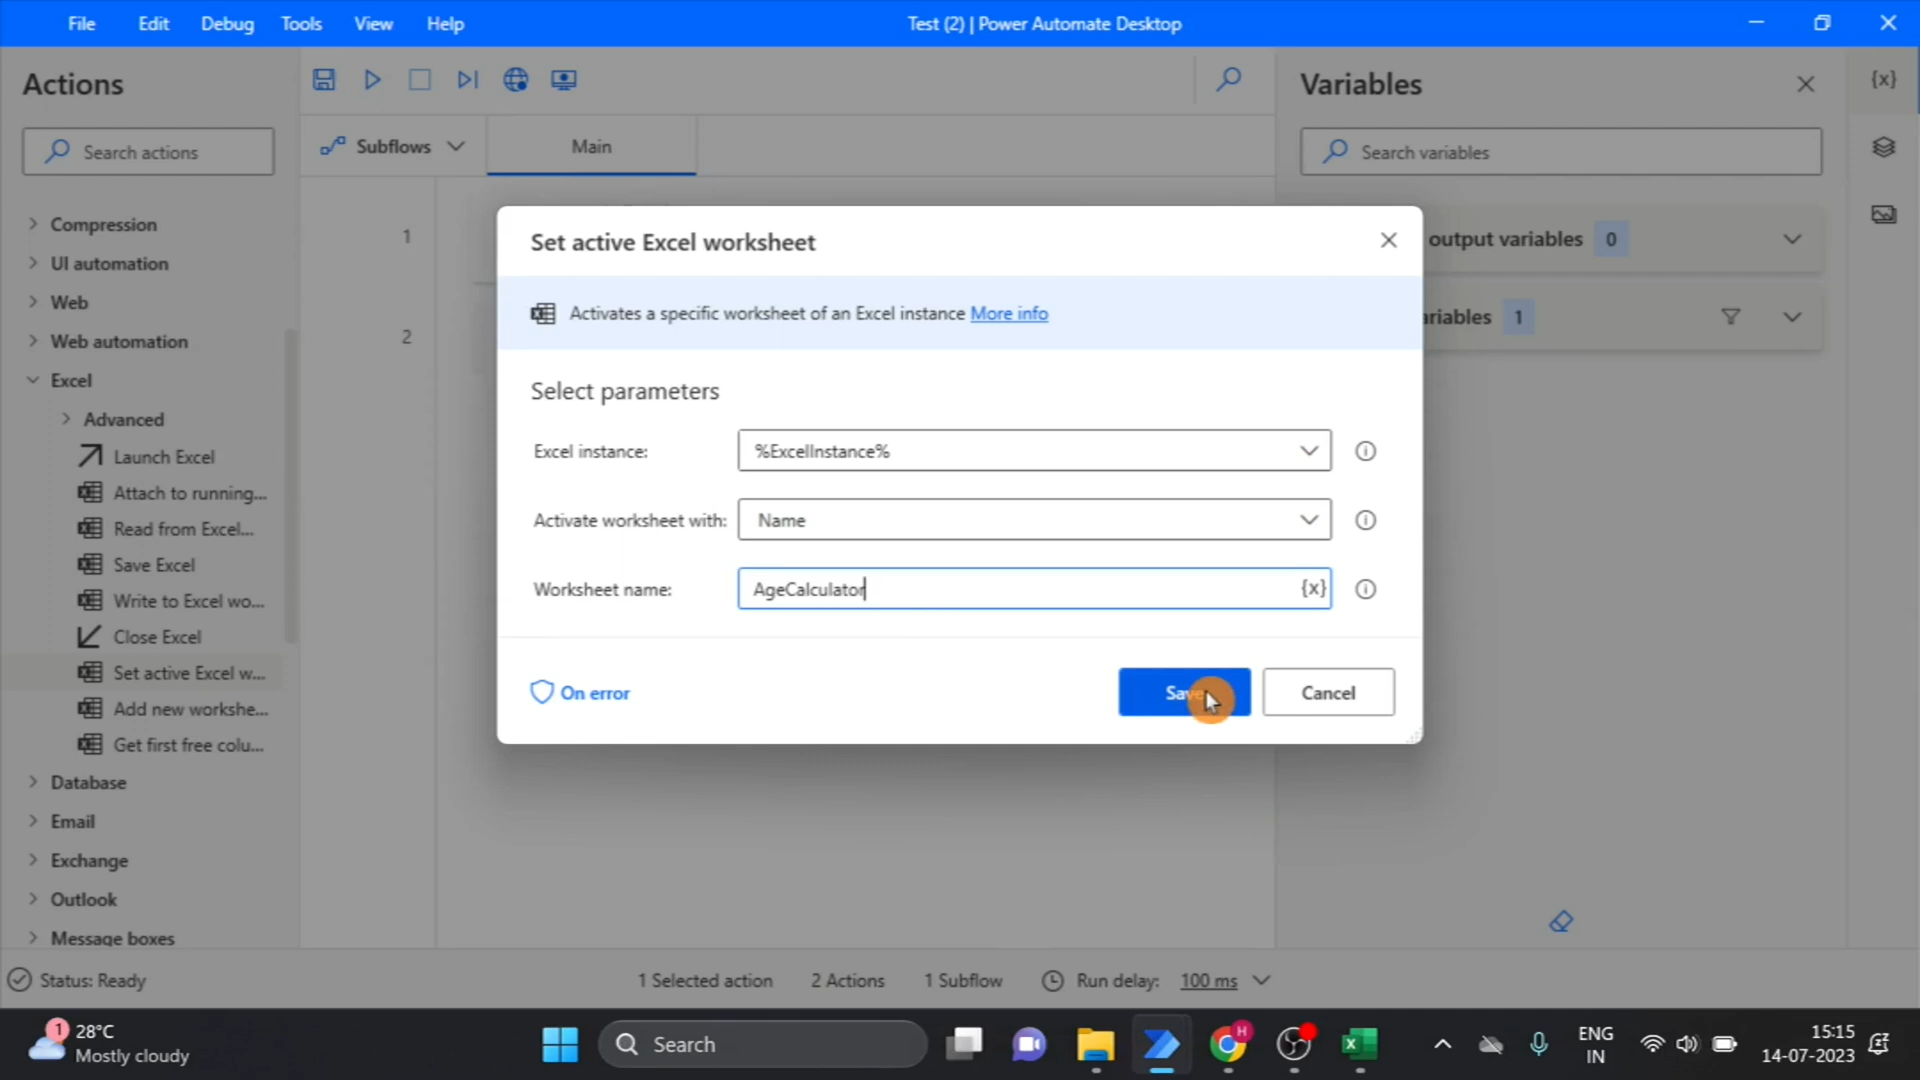 File Edit Debug Tools View Help Test (2) | Power Automate Desktop
Actions
Search actions
Compression
UI automation
Web
Web automation
Excel
Advanced
Launch Excel
Attach to running...
Read from Excel...
Save Excel
Write to Excel wo...
Close Excel
Set active Excel w...
Add new workshe...
Get first free colu...
Database
Email
Exchange
Outlook
Message boxes
Subflows Main
1
2
Set active Excel worksheet
Activates a specific worksheet of an Excel instance More info
Select parameters
Excel instance: %ExcelInstance%
Activate worksheet with: Name
Worksheet name: AgeCalculator {x}
On error Save Cancel
Variables {x}
Search variables
output variables 0
ariables 1
Status: Ready 1 Selected action 2 Actions 1 Subflow Run delay: 100 ms
1 28°C
Mostly cloudy
Search
H
ENG
IN
15:15
14-07-2023